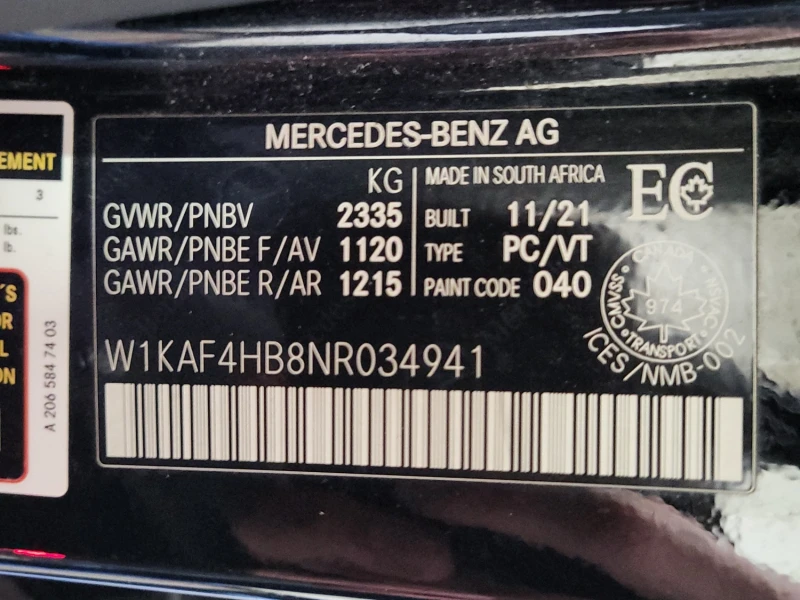 MERCEDES-BENZ AG
KG
GVWR/PNBV 2335
GAWR/PNBE F/AV 1120
GAWR/PNBE R/AR 1215
MADE IN SOUTH AFRICA
BUILT 11/21
TYPE PC/VT
PAINT CODE 040
EC
CANADA
974
TRANSPORT
NSVAC
SSVAMC
ICES/NMB-002
W1KAF4HB8NR034941
EMENT
3
lbs.
lb.
'S
OR
L
ON
A 206 584 74 03